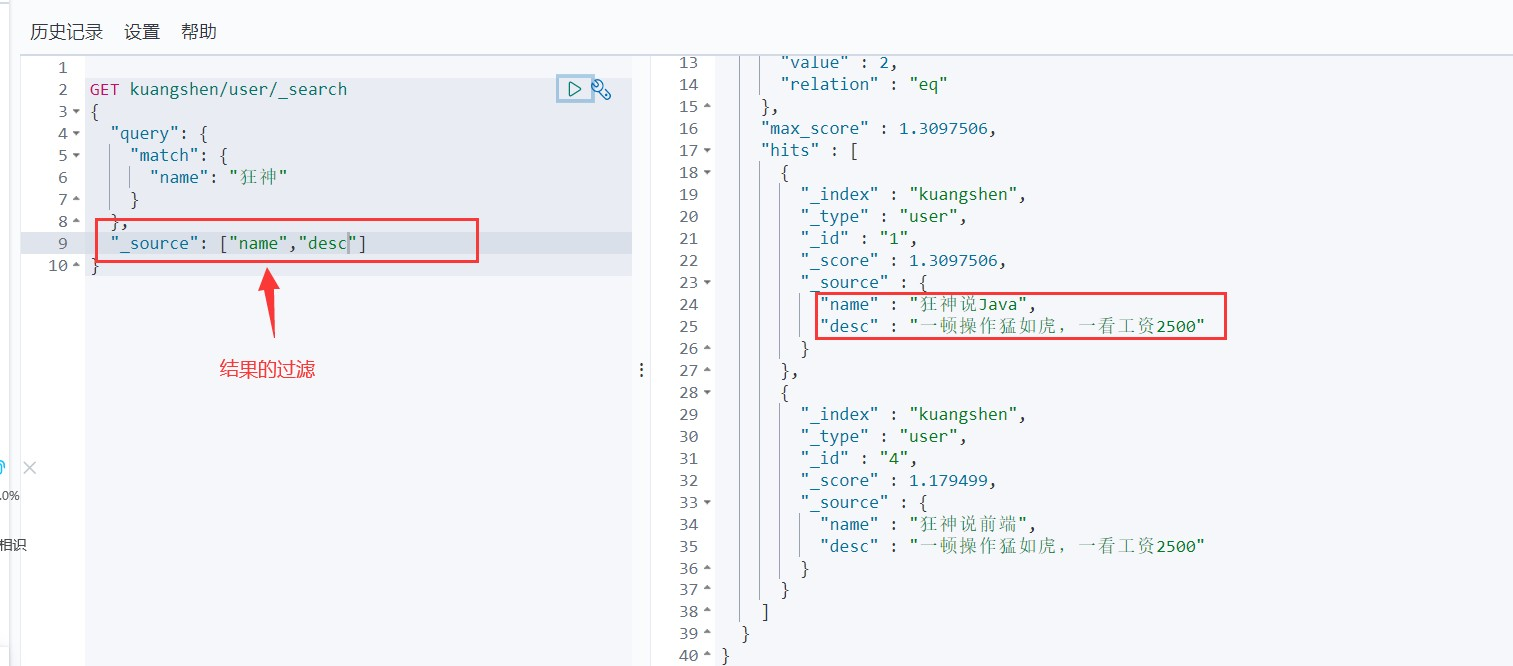 历史记录 设置 帮助
1
2 GET kuangshen/user/_search
3 {
4 "query": {
5 "match": {
6 "name": "狂神"
7 }
8 },
9 "_source": ["name","desc"]
10 }
结果的过滤
.0%
相识
13 "value" : 2,
14 "relation" : "eq"
15 },
16 "max_score" : 1.3097506,
17 "hits" : [
18 {
19 "_index" : "kuangshen",
20 "_type" : "user",
21 "_id" : "1",
22 "_score" : 1.3097506,
23 "_source" : {
24 "name" : "狂神说Java",
25 "desc" : "一顿操作猛如虎，一看工资2500"
26 }
27 },
28 {
29 "_index" : "kuangshen",
30 "_type" : "user",
31 "_id" : "4",
32 "_score" : 1.179499,
33 "_source" : {
34 "name" : "狂神说前端",
35 "desc" : "一顿操作猛如虎，一看工资2500"
36 }
37 }
38 ]
39 }
40 }